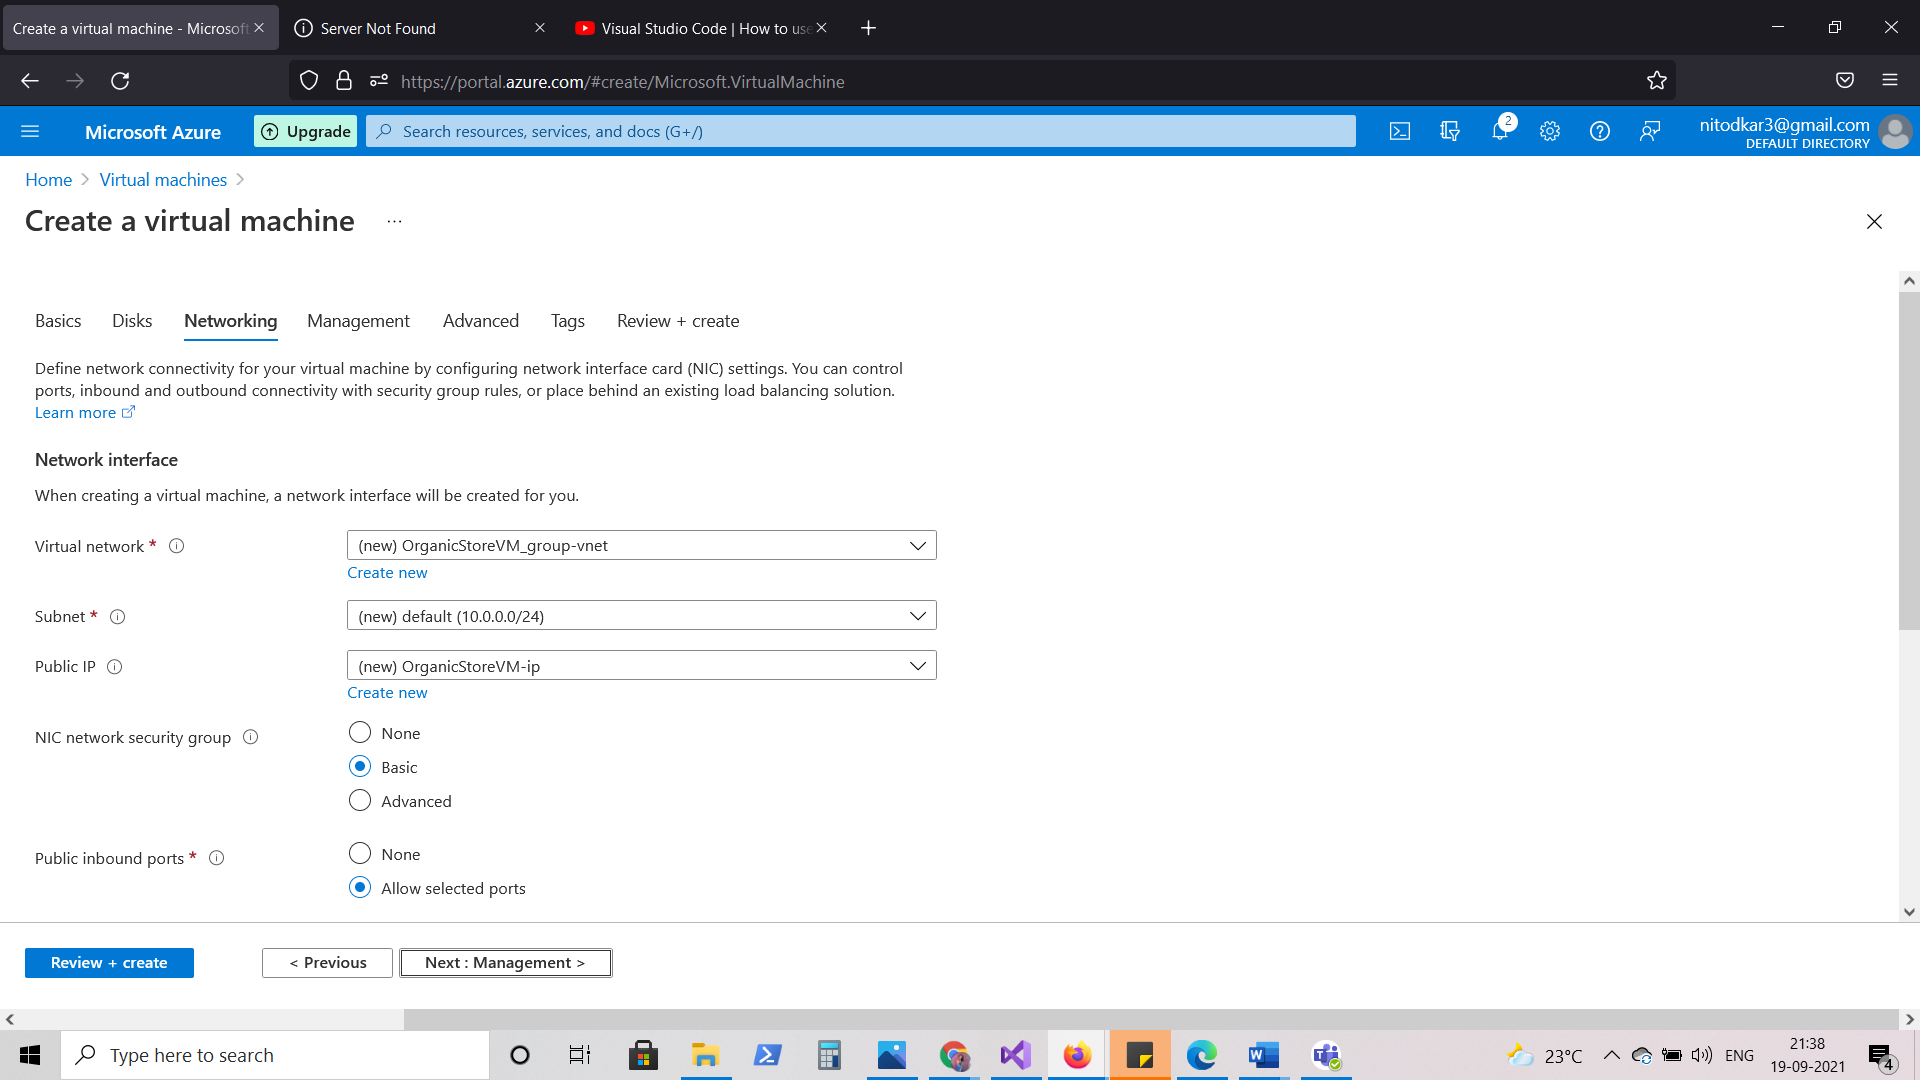 Create a virtual machine - Microsoft
Server Not Found
Visual Studio Code | How to use
https://portal.azure.com/#create/Microsoft.VirtualMachine
Microsoft Azure
Upgrade
Search resources, services, and docs (G+/)
2
nitodkar3@gmail.com
DEFAULT DIRECTORY
Home > Virtual machines >
Create a virtual machine ...
Basics Disks Networking Management Advanced Tags Review + create
Define network connectivity for your virtual machine by configuring network interface card (NIC) settings. You can control
ports, inbound and outbound connectivity with security group rules, or place behind an existing load balancing solution.
Learn more
Network interface
When creating a virtual machine, a network interface will be created for you.
Virtual network *
(new) OrganicStoreVM_group-vnet
Create new
Subnet *
(new) default (10.0.0.0/24)
Public IP
(new) OrganicStoreVM-ip
Create new
NIC network security group
None
Basic
Advanced
Public inbound ports *
None
Allow selected ports
Review + create
< Previous
Next : Management >
Type here to search
23°C
ENG
21:38
19-09-2021
4